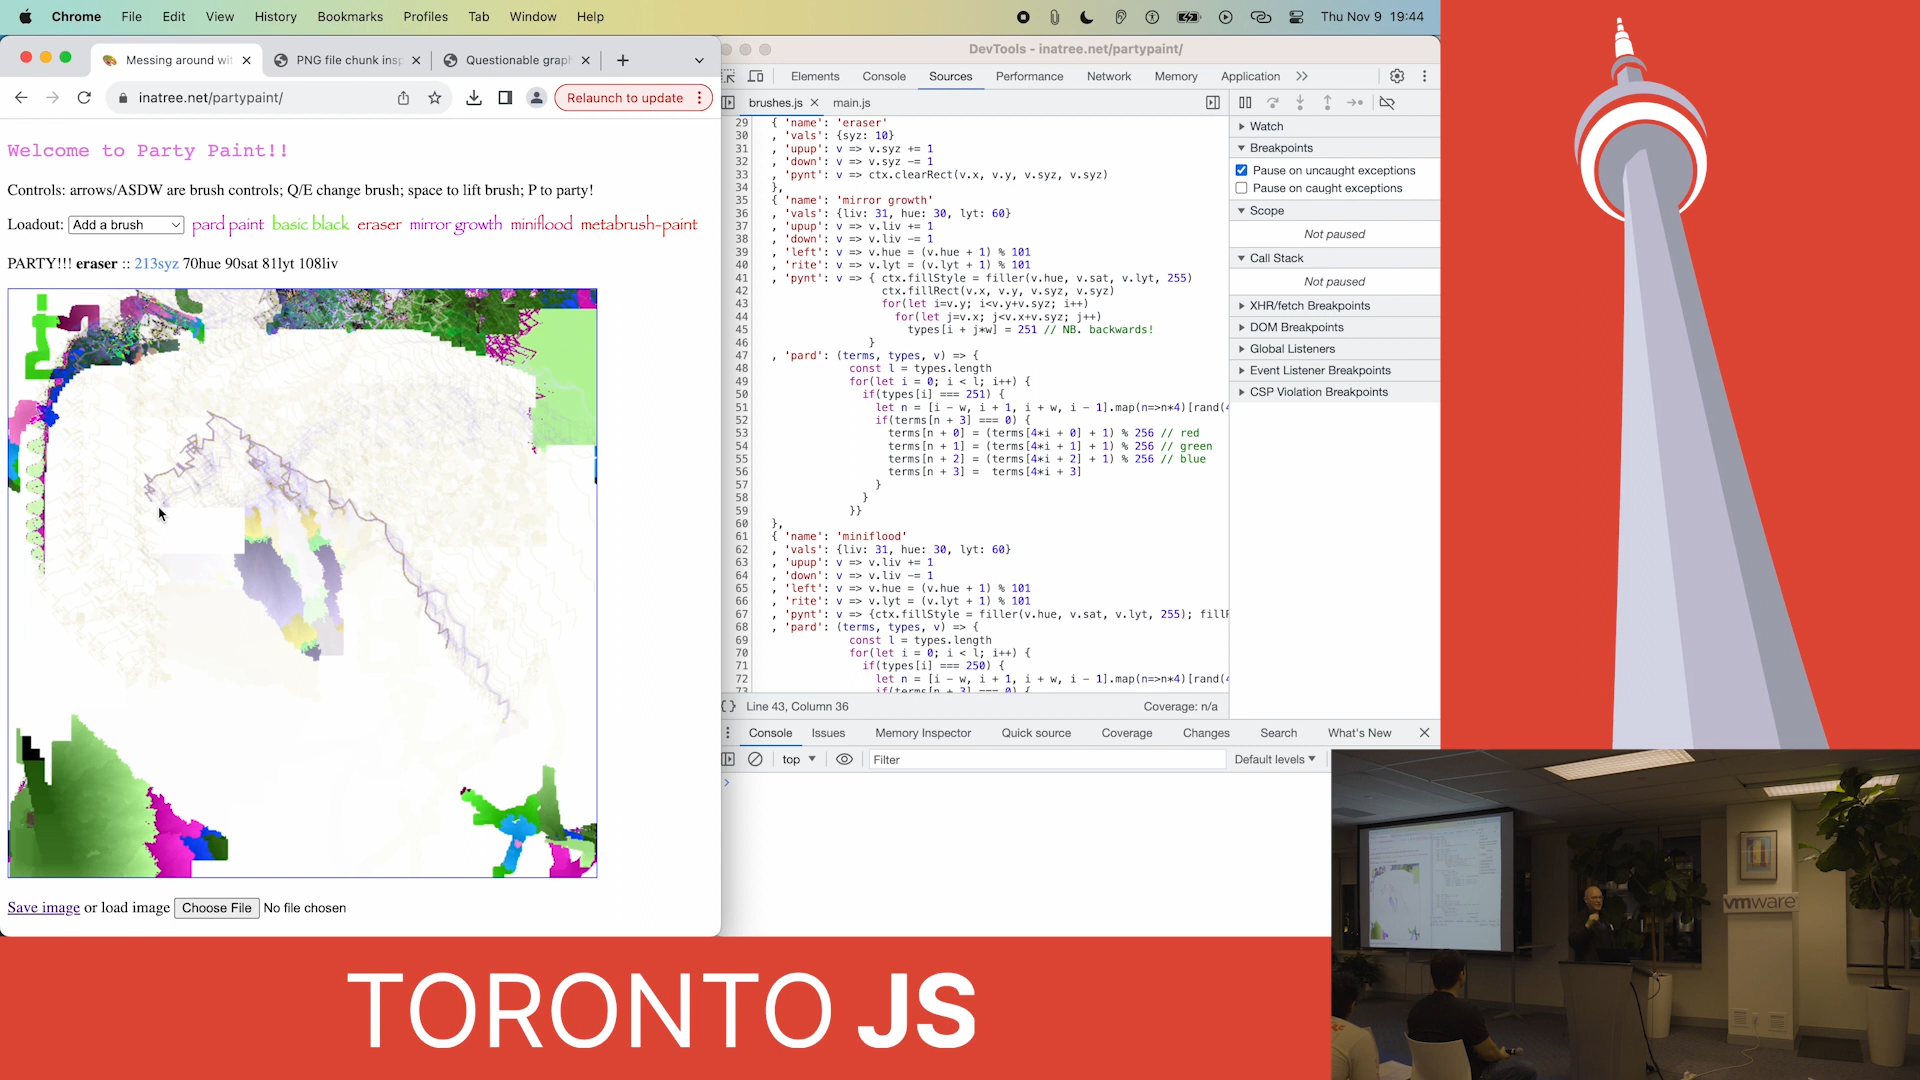 Chrome File Edit View History Bookmarks Profiles Tab Window Help
Thu Nov 9 19:44
Messing around wit
PNG file chunk insp
Questionable graph
inatree.net/partypaint/
Relaunch to update
Welcome to Party Paint!!
Controls: arrows/ASDW are brush controls; Q/E change brush; space to lift brush; P to party!
Loadout: Add a brush pard paint basic black eraser mirror growth miniflood metabrush-paint
PARTY!!! eraser :: 213syz 70hue 90sat 81lyt 108liv
Save image or load image Choose File No file chosen
DevTools - inatree.net/partypaint/
Elements Console Sources Performance Network Memory Application
brushes.js main.js
29 { 'name': 'eraser'
30 , 'vals': {syz: 10}
31 , 'upup': v => v.syz += 1
32 , 'down': v => v.syz -= 1
33 , 'pynt': v => ctx.clearRect(v.x, v.y, v.syz, v.syz)
34 },
35 { 'name': 'mirror growth'
36 , 'vals': {liv: 31, hue: 30, lyt: 60}
37 , 'upup': v => v.liv += 1
38 , 'down': v => v.liv -= 1
39 , 'left': v => v.hue = (v.hue + 1) % 101
40 , 'rite': v => v.lyt = (v.lyt + 1) % 101
41 , 'pynt': v => { ctx.fillStyle = filler(v.hue, v.sat, v.lyt, 255)
42 ctx.fillRect(v.x, v.y, v.syz, v.syz)
43 for(let i=v.y; i<v.y+v.syz; i++)
44 for(let j=v.x; j<v.x+v.syz; j++)
45 types[i + j*w] = 251 // NB. backwards!
46 }
47 , 'pard': (terms, types, v) => {
48 const l = types.length
49 for(let i = 0; i < l; i++) {
50 if(types[i] === 251) {
51 let n = [i - w, i + 1, i + w, i - 1].map(n=>n*4)[rand(4
52 if(terms[n + 3] === 0) {
53 terms[n + 0] = (terms[4*i + 0] + 1) % 256 // red
54 terms[n + 1] = (terms[4*i + 1] + 1) % 256 // green
55 terms[n + 2] = (terms[4*i + 2] + 1) % 256 // blue
56 terms[n + 3] = terms[4*i + 3]
57 }
58 }
59 }}
60 },
61 { 'name': 'miniflood'
62 , 'vals': {liv: 31, hue: 30, lyt: 60}
63 , 'upup': v => v.liv += 1
64 , 'down': v => v.liv -= 1
65 , 'left': v => v.hue = (v.hue + 1) % 101
66 , 'rite': v => v.lyt = (v.lyt + 1) % 101
67 , 'pynt': v => {ctx.fillStyle = filler(v.hue, v.sat, v.lyt, 255); fillR
68 , 'pard': (terms, types, v) => {
69 const l = types.length
70 for(let i = 0; i < l; i++) {
71 if(types[i] === 250) {
72 let n = [i - w, i + 1, i + w, i - 1].map(n=>n*4)[rand(4
73 if(terms[n + 3] === 0) {
{} Line 43, Column 36 Coverage: n/a
Watch
Breakpoints
Pause on uncaught exceptions
Pause on caught exceptions
Scope
Not paused
Call Stack
Not paused
XHR/fetch Breakpoints
DOM Breakpoints
Global Listeners
Event Listener Breakpoints
CSP Violation Breakpoints
Console Issues Memory Inspector Quick source Coverage Changes Search What's New
top Filter Default levels
vmware
TORONTO JS